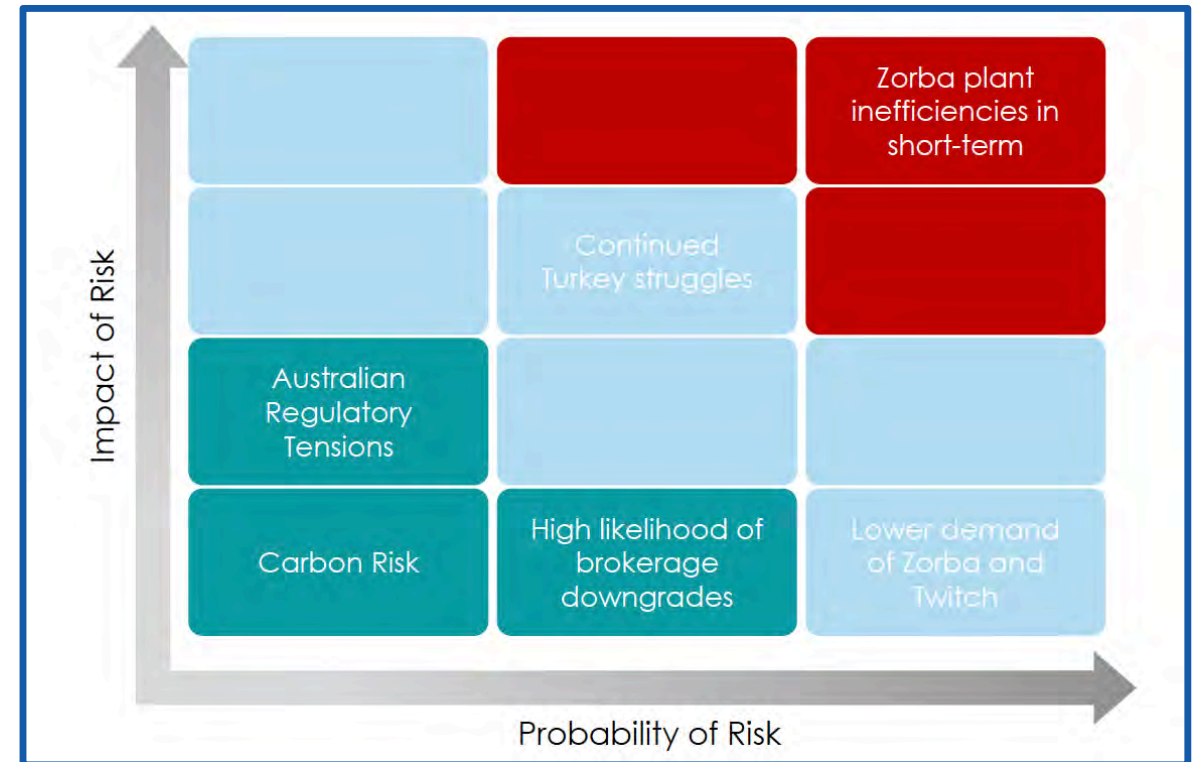 Zorba plant
inefficiencies in
short-term
Continued
Turkey struggles
Australian
Regulatory
Tensions
Carbon Risk
High likelihood of
brokerage
downgrades
Lower demand
of Zorba and
Twitch
Impact of Risk
Probability of Risk